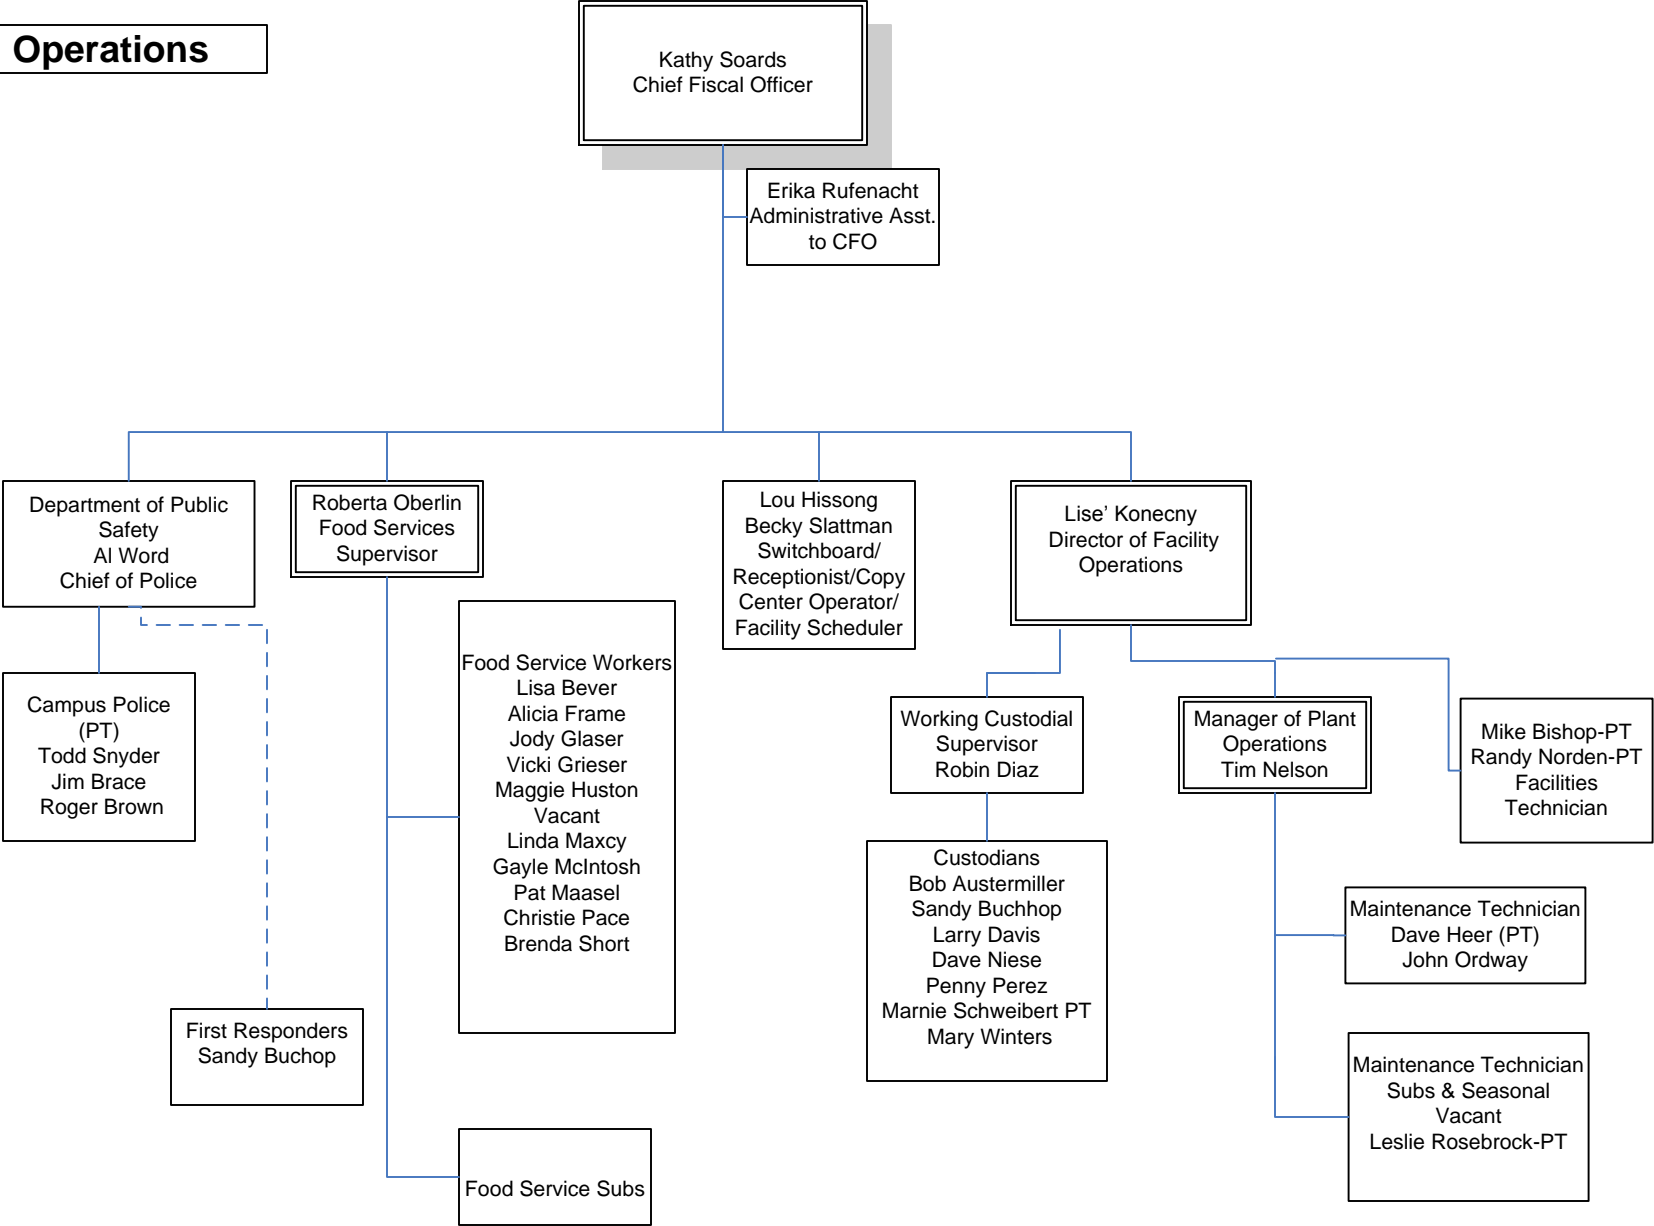 Operations
Kathy Soards
Chief Fiscal Officer
Erika Rufenacht
Administrative Asst.
to CFO
Department of Public
Safety
Al Word
Chief of Police
Roberta Oberlin
Food Services
Supervisor
Lou Hissong
Becky Slattman
Switchboard/
Receptionist/Copy
Center Operator/
Facility Scheduler
Lise’ Konecny
Director of Facility
Operations
Campus Police
(PT)
Todd Snyder
Jim Brace
Roger Brown
Food Service Workers
Lisa Bever
Alicia Frame
Jody Glaser
Vicki Grieser
Maggie Huston
Vacant
Linda Maxcy
Gayle McIntosh
Pat Maasel
Christie Pace
Brenda Short
Working Custodial
Supervisor
Robin Diaz
Manager of Plant
Operations
Tim Nelson
Mike Bishop-PT
Randy Norden-PT
Facilities
Technician
Custodians
Bob Austermiller
Sandy Buchhop
Larry Davis
Dave Niese
Penny Perez
Marnie Schweibert PT
Mary Winters
Maintenance Technician
Dave Heer (PT)
John Ordway
First Responders
Sandy Buchop
Maintenance Technician
Subs & Seasonal
Vacant
Leslie Rosebrock-PT
Food Service Subs